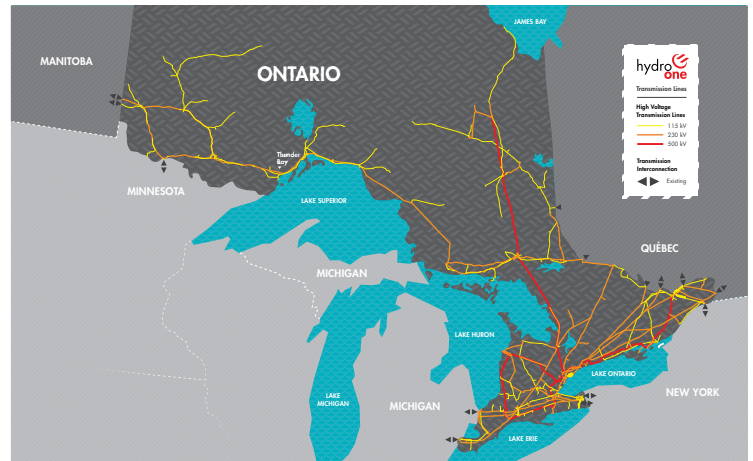 JAMES BAY
MANITOBA
ONTARIO
hydro
one
Transmission Lines
High Voltage
Transmission Lines
115 kV
230 kV
500 kV
Transmission
Interconnection
Existing
Thunder
Bay
MINNESOTA
LAKE SUPERIOR
QUÉBEC
MICHIGAN
LAKE HURON
LAKE ONTARIO
NEW YORK
LAKE
MICHIGAN
MICHIGAN
LAKE ERIE